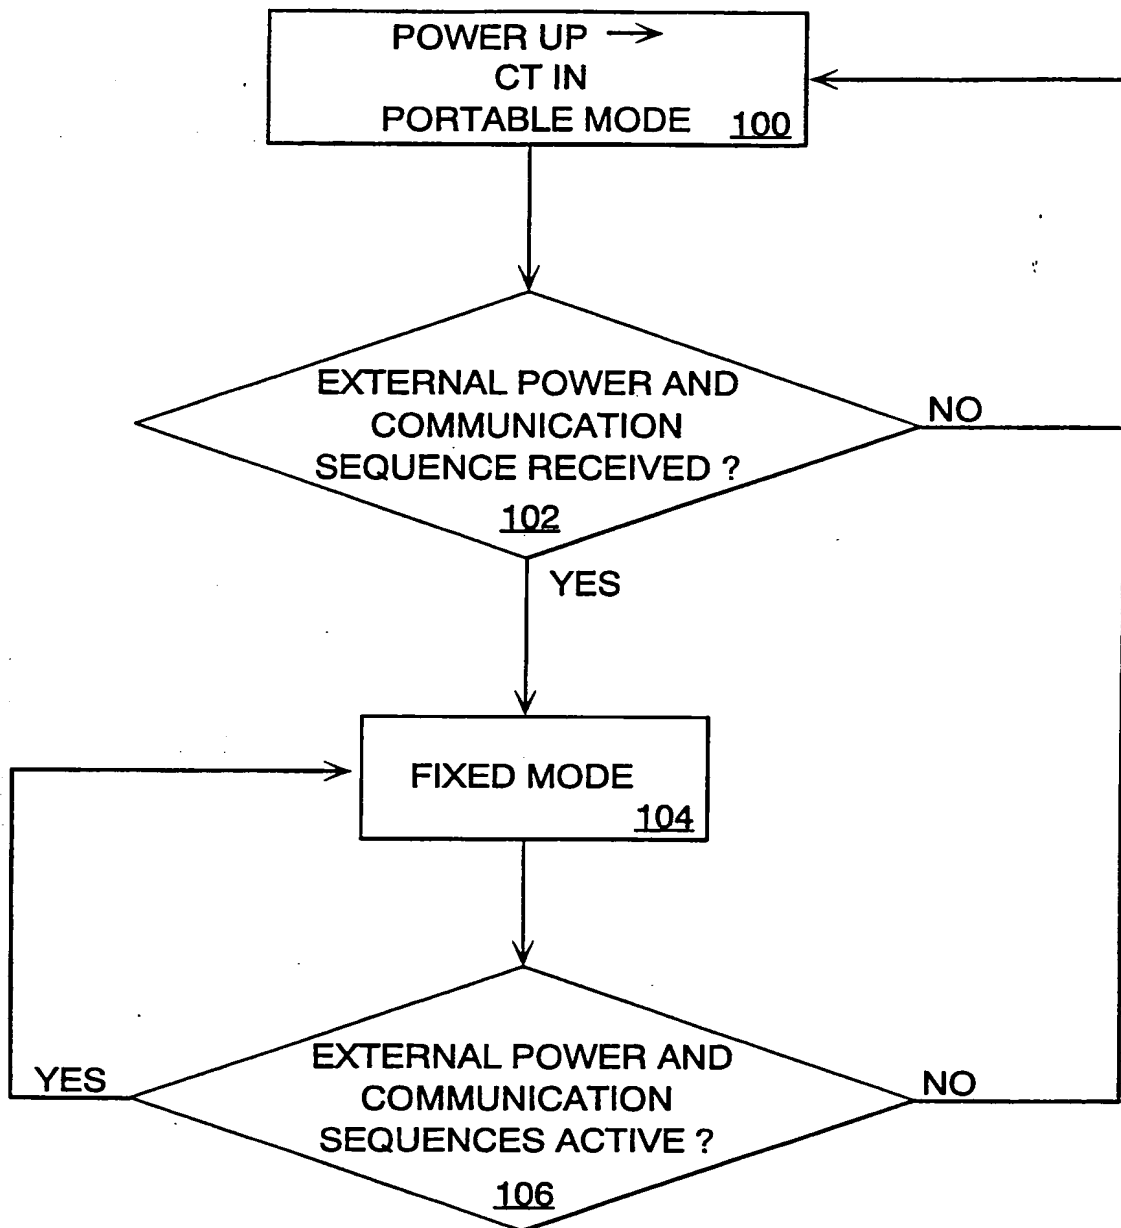 POWER UP →
CT IN
PORTABLE MODE 100
EXTERNAL POWER AND
COMMUNICATION
SEQUENCE RECEIVED ?
102
NO
YES
FIXED MODE
104
EXTERNAL POWER AND
COMMUNICATION
SEQUENCES ACTIVE ?
106
YES
NO